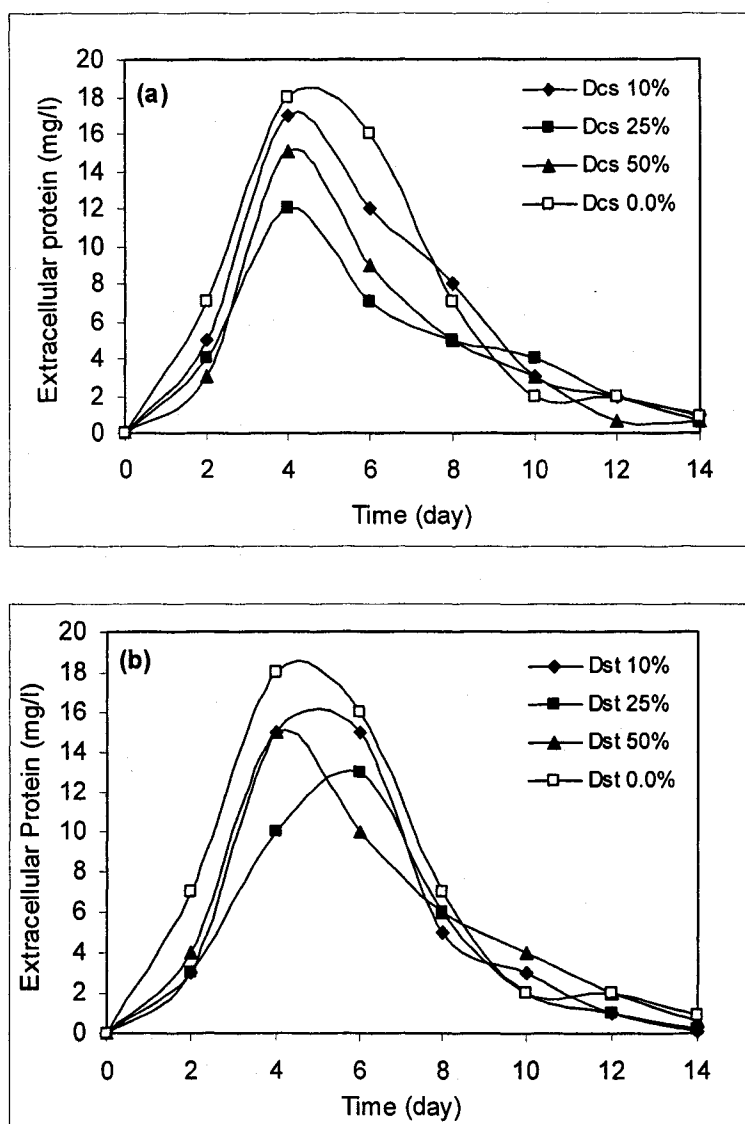 (a)
Extracellular protein (mg/l)
20
18
16
14
12
10
8
6
4
2
0
0 2 4 6 8 10 12 14
Time (day)
Dcs 10%
Dcs 25%
Dcs 50%
Dcs 0.0%
(b)
Extracellular Protein (mg/l)
20
18
16
14
12
10
8
6
4
2
0
0 2 4 6 8 10 12 14
Time (day)
Dst 10%
Dst 25%
Dst 50%
Dst 0.0%